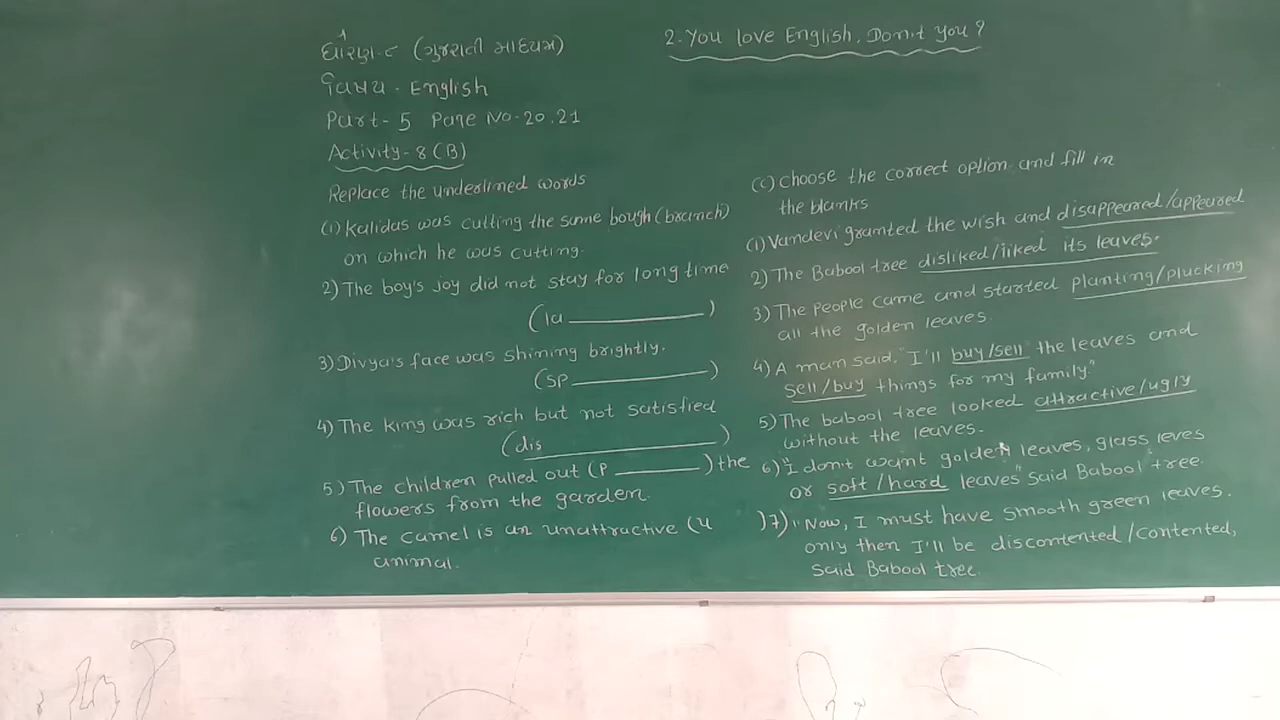 ધોરણ-૮ (ગુજરાતી માધ્યમ)
વિષય - English
Part-5 Page No-20.21
Activity-8(B)
Replace the underlined words
(1) Kalidas was cutting the same bough (branch)
on which he was cutting.
2) The boy's joy did not stay for long time
(la________)
3) Divya's face was shining brightly.
(sp________)
4) The king was rich but not satisfied
(dis________)
5) The children pulled out (p________) the
flowers from the garden.
6) The camel is an unattractive (u
animal.
2. You love English, Don't you?
(c) Choose the correct option and fill in
the blanks
(1) Vandevi granted the wish and disappeared/appeared
2) The Babool tree disliked/liked its leaves.
3) The people came and started planting/plucking
all the golden leaves.
4) A man said, "I'll buy/sell the leaves and
sell/buy things for my family."
5) The babool tree looked attractive/ugly
without the leaves.
6) "I don't want golden leaves, glass leves
or soft/hard leaves" said Babool tree.
)7) "Now, I must have smooth green leaves.
only then I'll be discontented/contented,
said Babool tree.